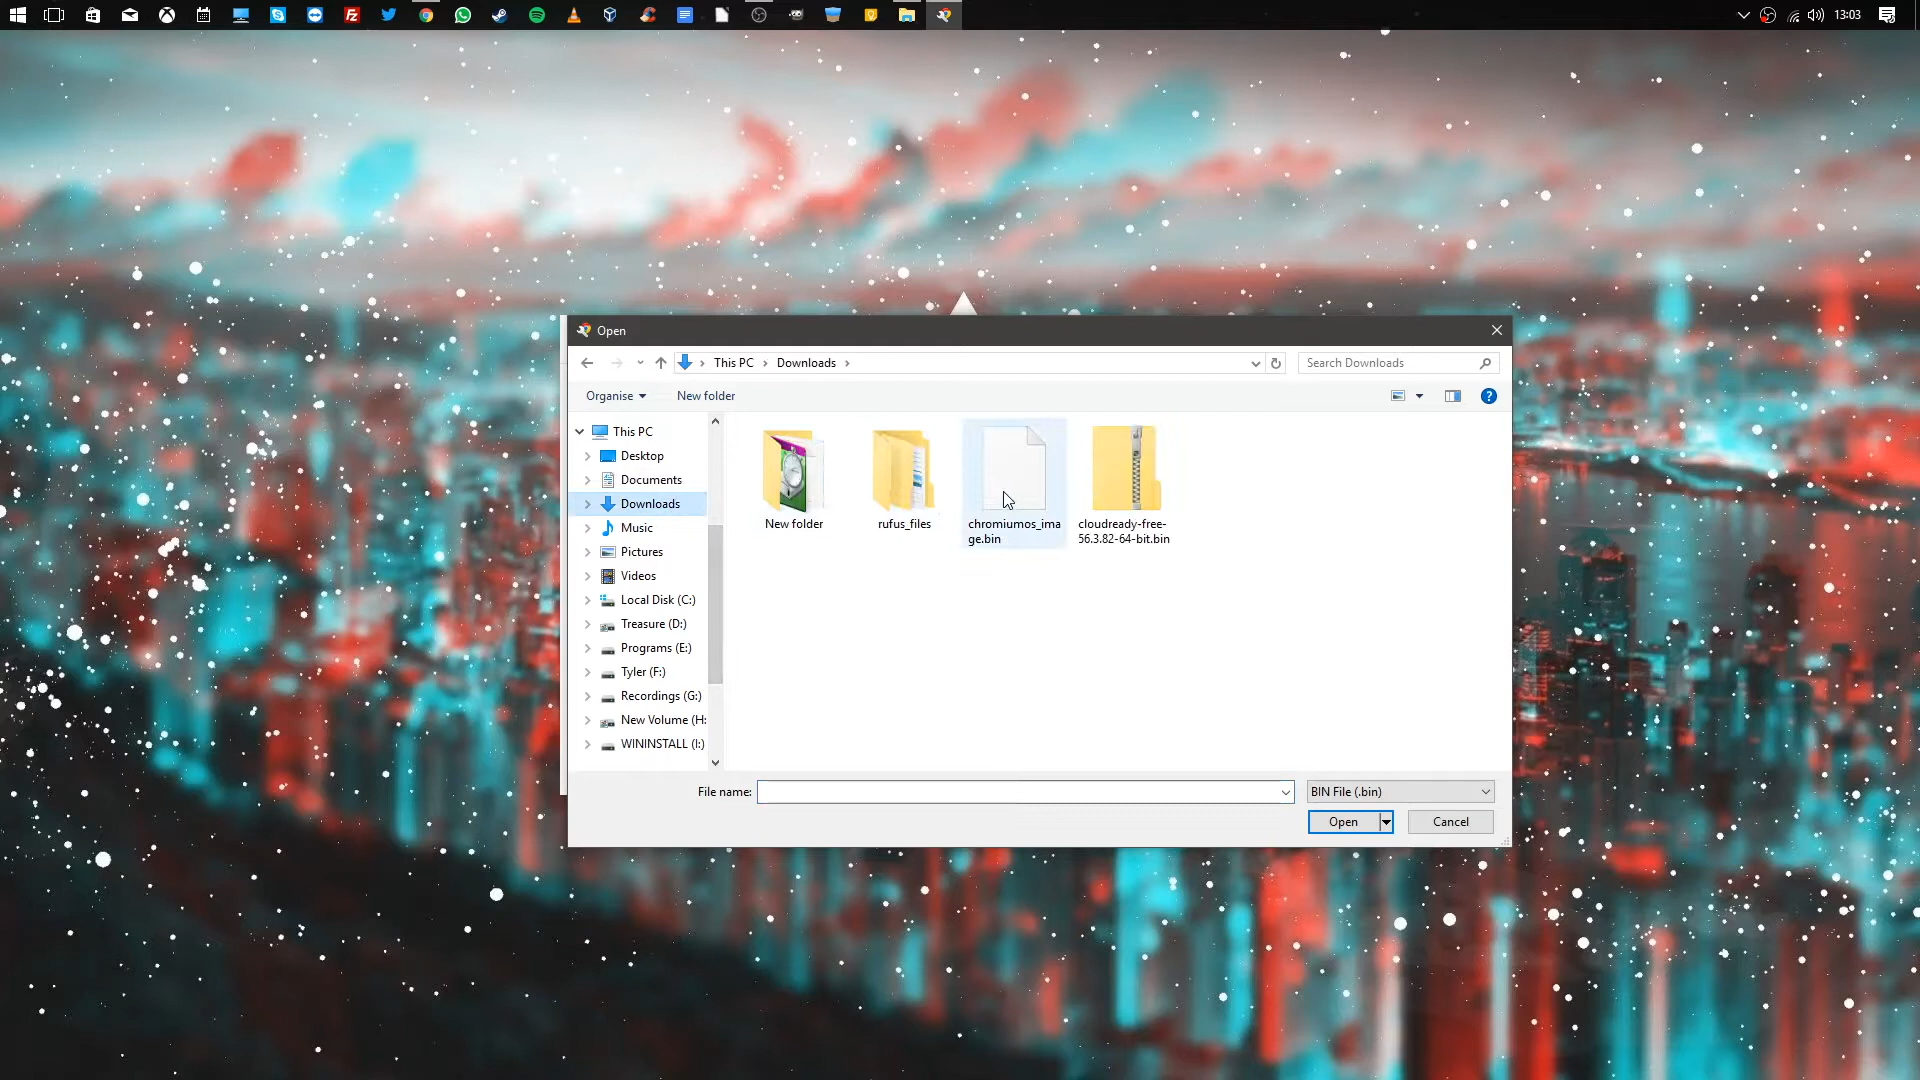 13:03
Open
This PC
Downloads
Search Downloads
Organise
New folder
This PC
Desktop
Documents
Downloads
Music
Pictures
Videos
Local Disk (C:)
Treasure (D:)
Programs (E:)
Tyler (F:)
Recordings (G:)
New Volume (H:
WININSTALL (I:)
New folder
rufus_files
chromiumos_ima
ge.bin
cloudready-free-
56.3.82-64-bit.bin
File name:
BIN File (.bin)
Open
Cancel